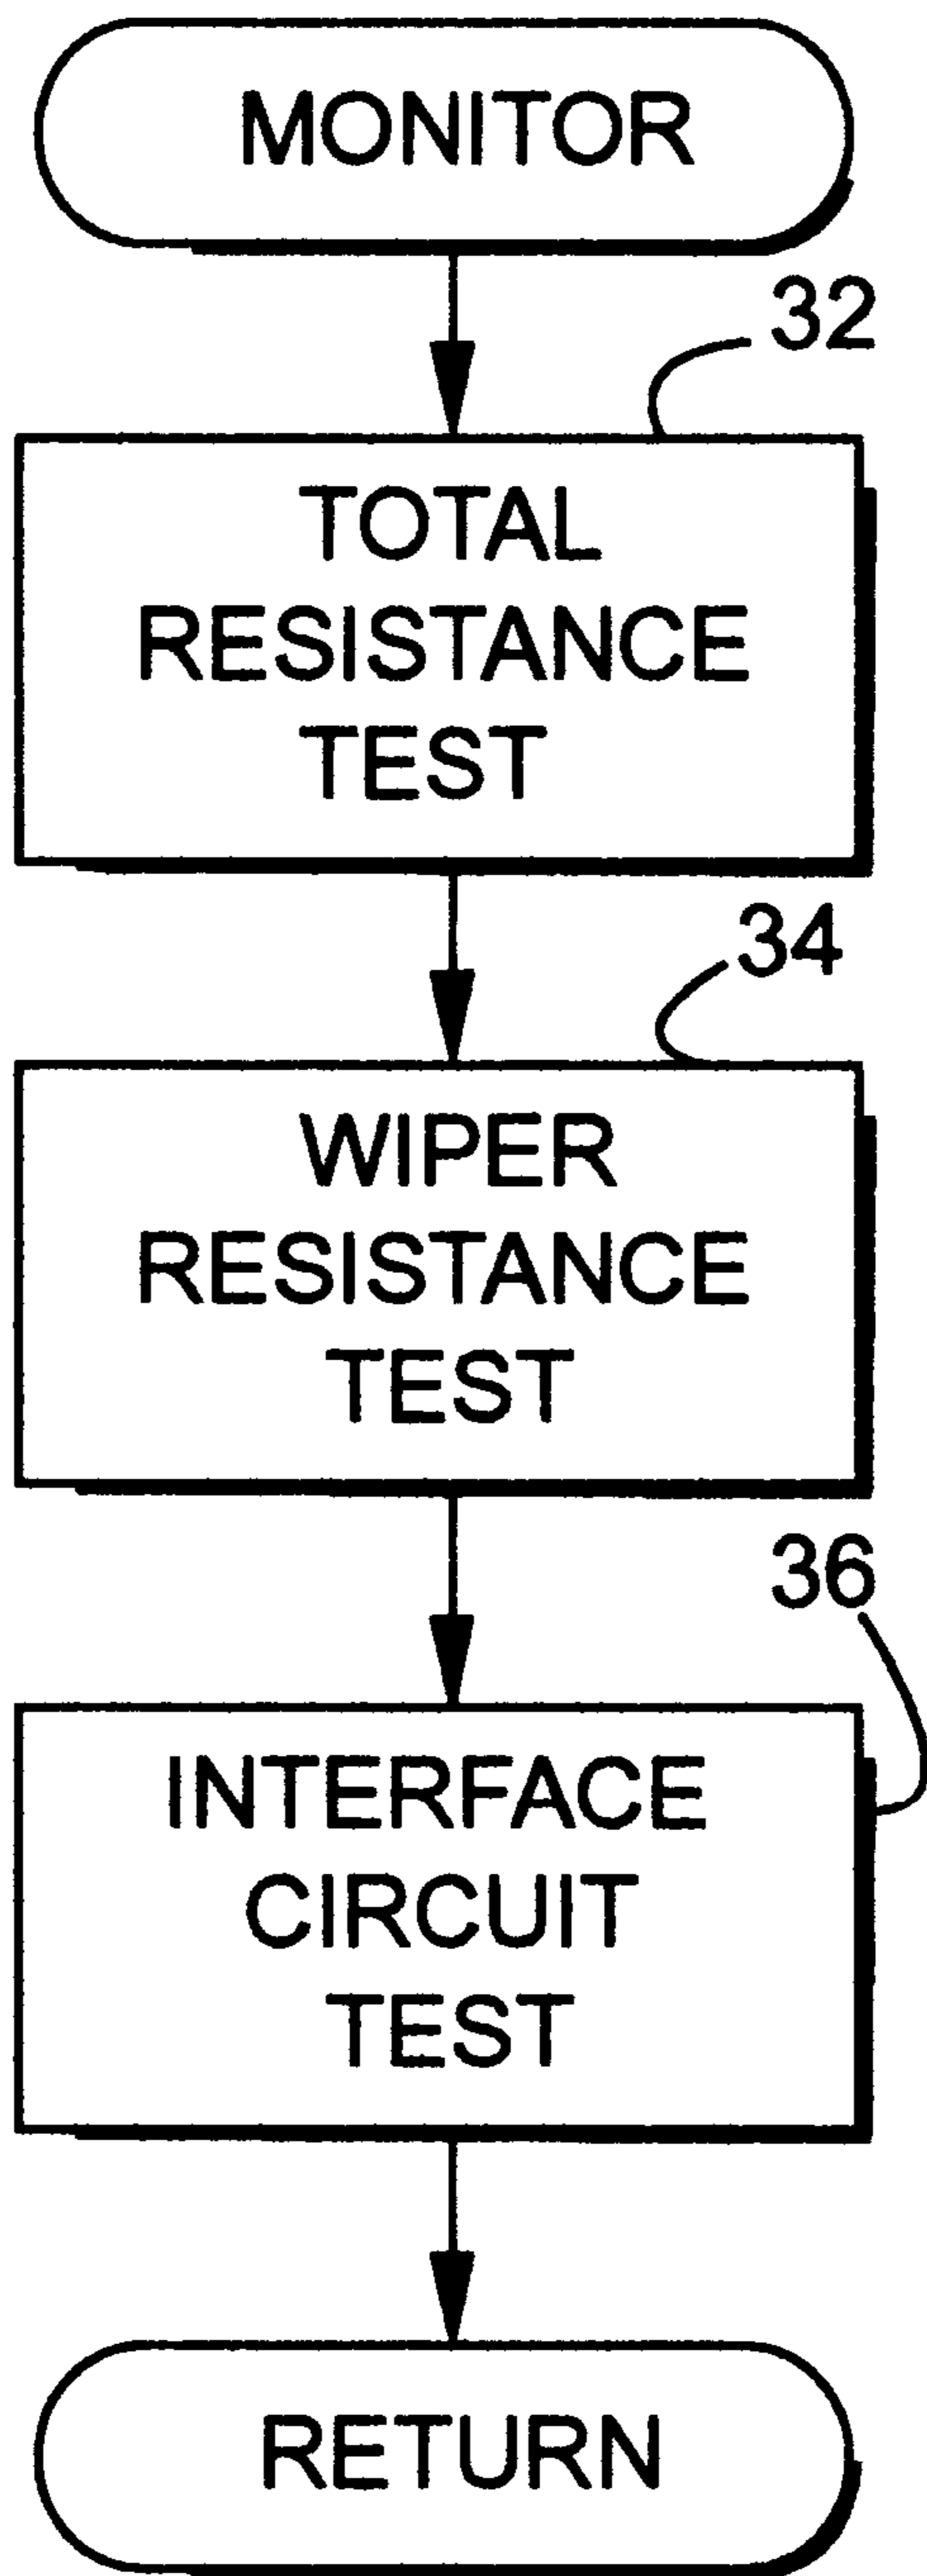 MONITOR
32
TOTAL
RESISTANCE
TEST
34
WIPER
RESISTANCE
TEST
36
INTERFACE
CIRCUIT
TEST
RETURN